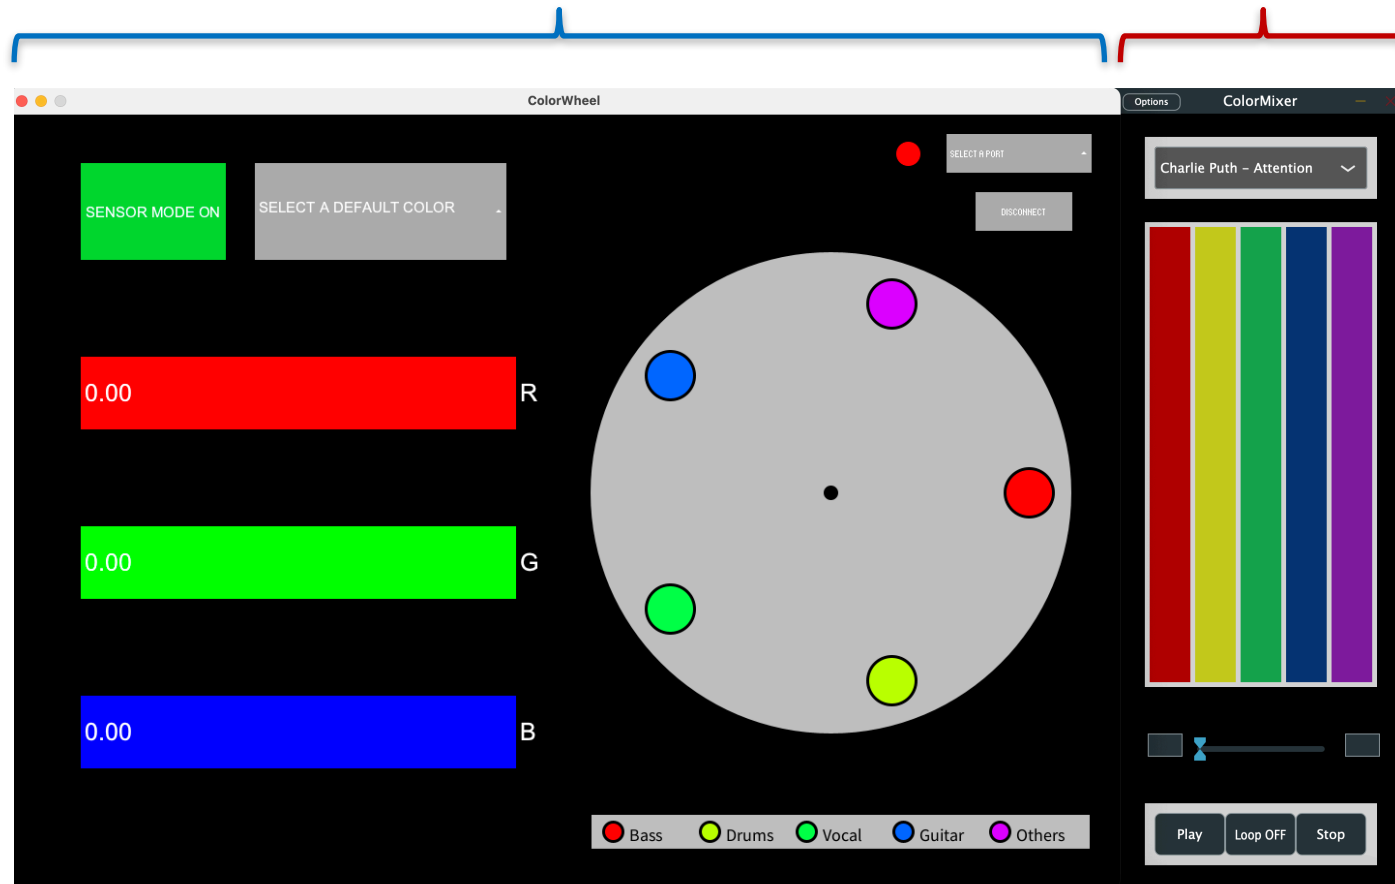 ColorWheel
Options
ColorMixer
SENSOR MODE ON
SELECT A DEFAULT COLOR
SELECT A PORT
DISCONNECT
Charlie Puth – Attention
0.00
R
0.00
G
0.00
B
Bass
Drums
Vocal
Guitar
Others
Play
Loop OFF
Stop